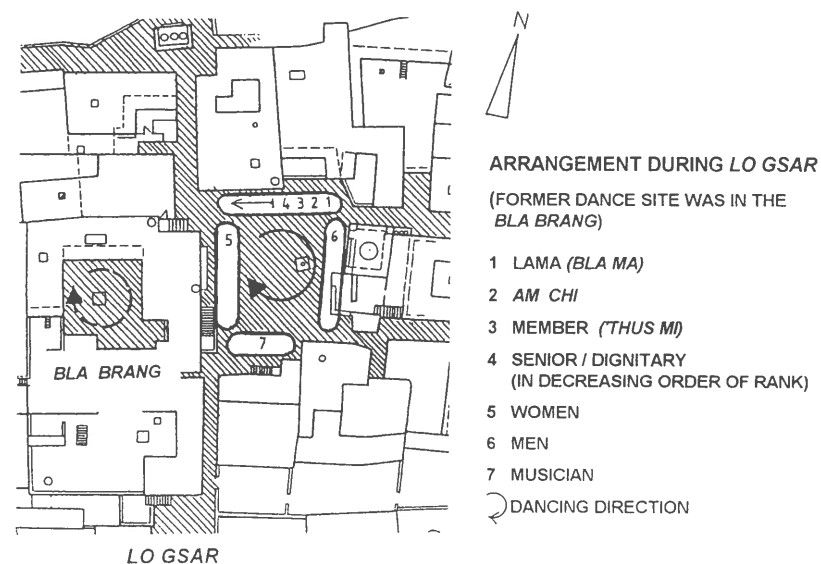 N
ARRANGEMENT DURING LO GSAR
(FORMER DANCE SITE WAS IN THE
BLA BRANG)
1 LAMA (BLA MA)
2 AM CHI
3 MEMBER ('THUS MI)
4 SENIOR / DIGNITARY
(IN DECREASING ORDER OF RANK)
5 WOMEN
6 MEN
7 MUSICIAN
DANCING DIRECTION
4 3 2 1
5
6
7
BLA BRANG
LO GSAR